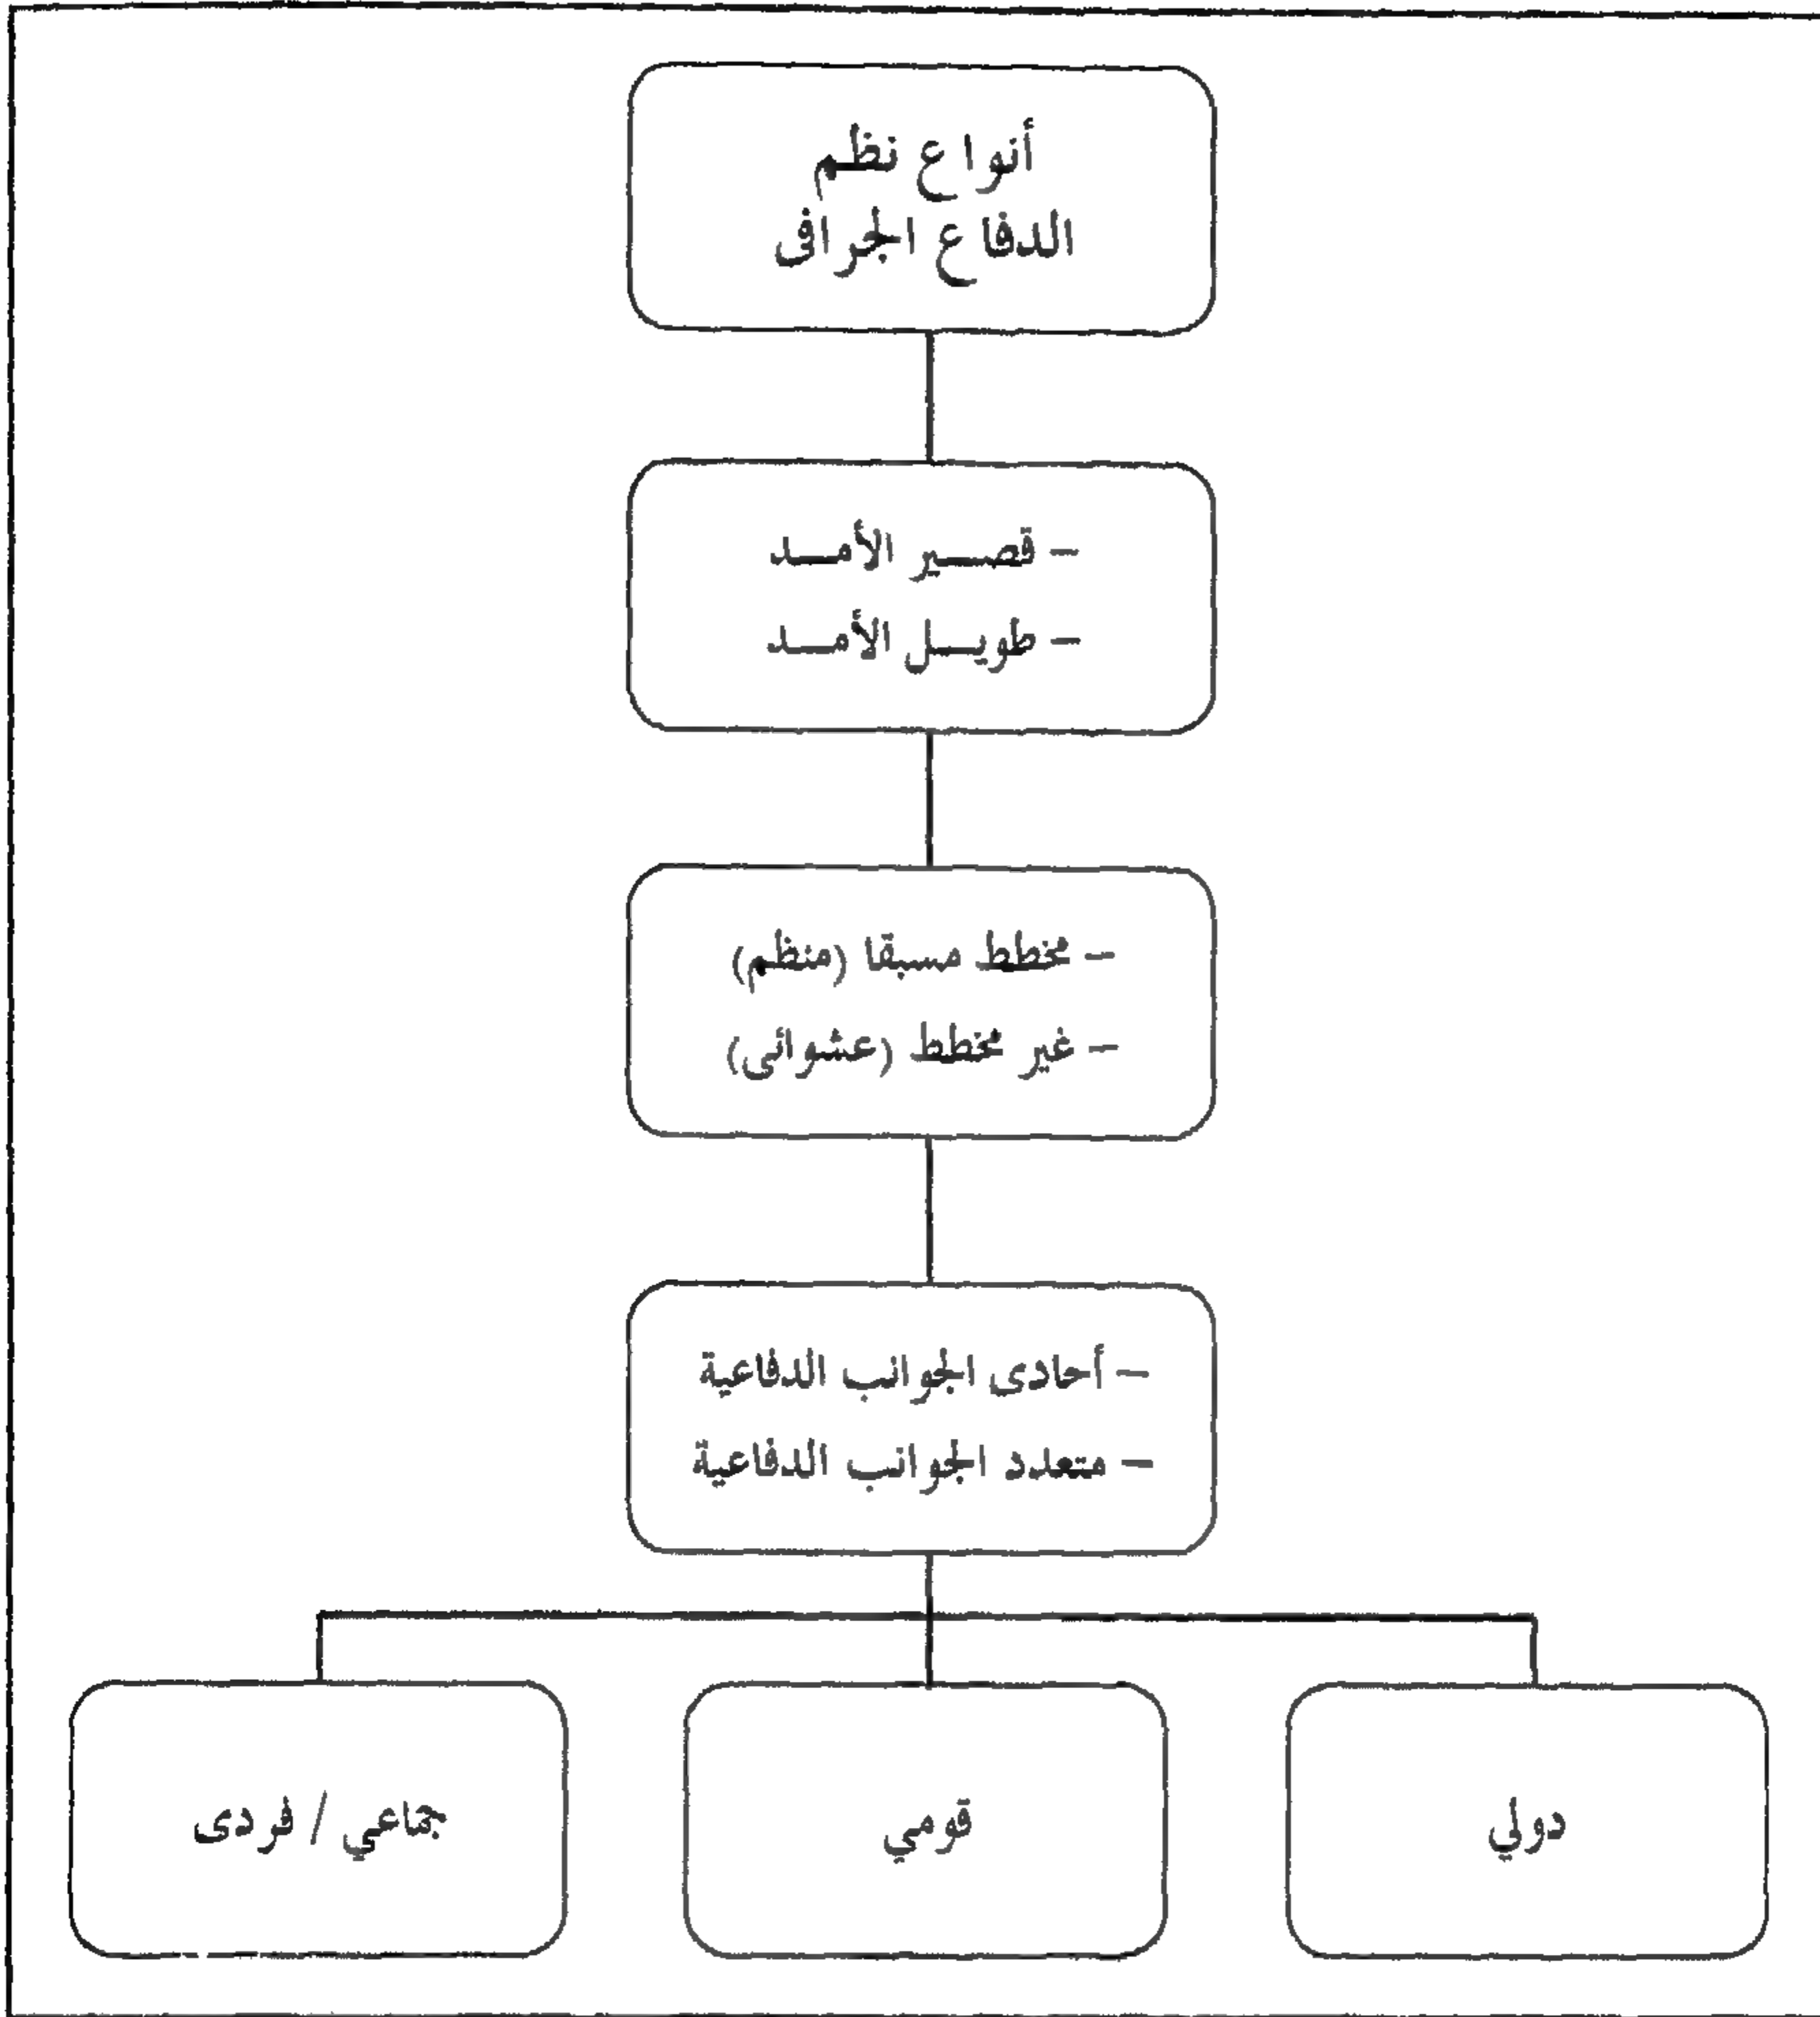 أنواع نظم
الدفاع الجرافى
- قصير الأمد
- طويل الأمد
- مخطط مسبقا (منظم)
- غير مخطط (عشوائى)
- أحادى الجوانب الدفاعية
- متعدد الجوانب الدفاعية
دولي
قومي
جماعي / فردى